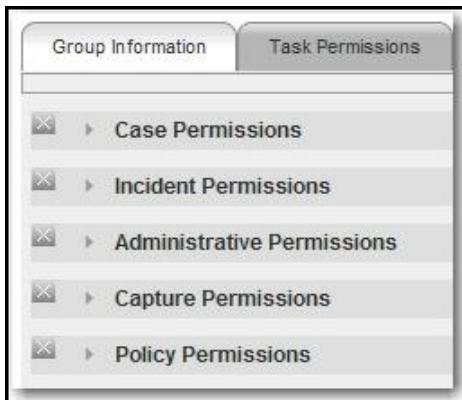 Group Information
Task Permissions
Case Permissions
Incident Permissions
Administrative Permissions
Capture Permissions
Policy Permissions